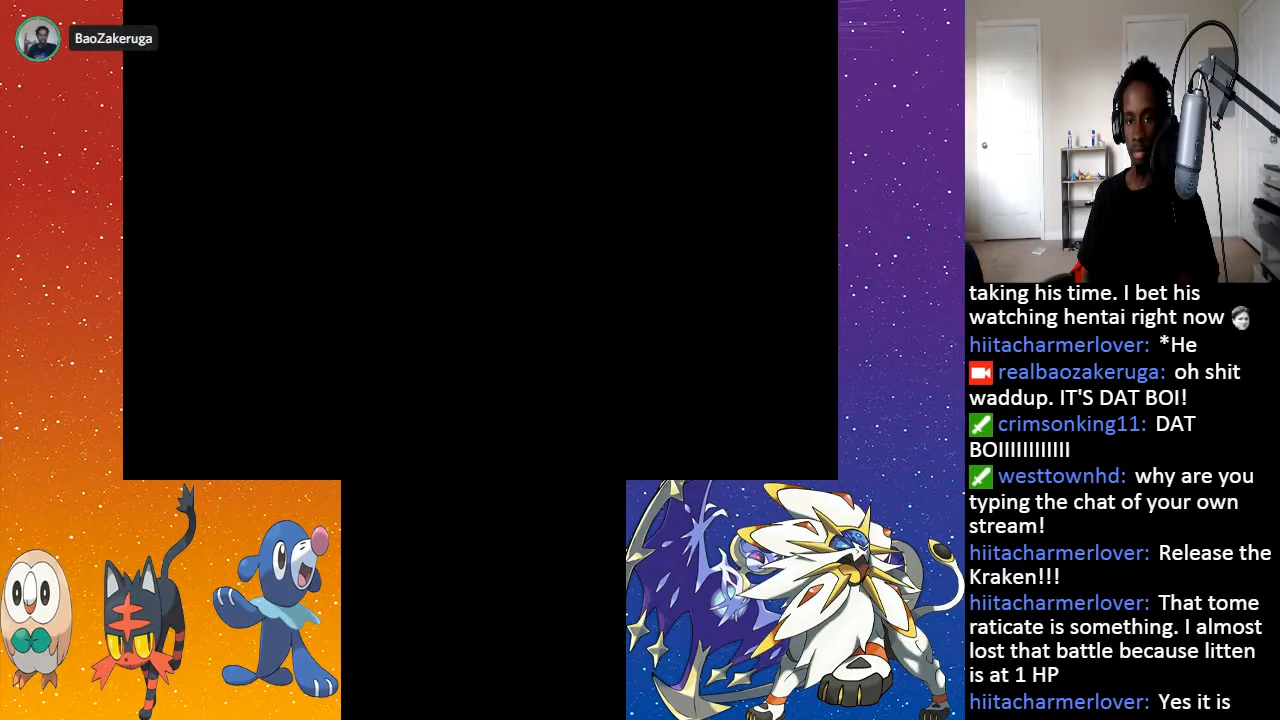 BaoZakeruga
taking his time. I bet his
watching hentai right now
hiitacharmerlover: *He
realbaozakeruga: oh shit
waddup. IT'S DAT BOI!
crimsonking11: DAT
BOIIIIIIIIIIII
westtownhd: why are you
typing the chat of your own
stream!
hiitacharmerlover: Release the
Kraken!!!
hiitacharmerlover: That tome
raticate is something. I almost
lost that battle because litten
is at 1 HP
hiitacharmerlover: Yes it is